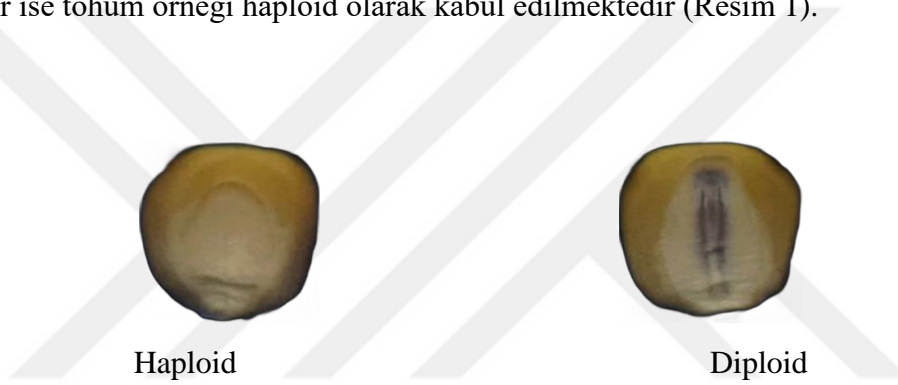 r ise tohum örneği haploid olarak kabul edilmektedir (Resim 1).
Haploid
Diploid